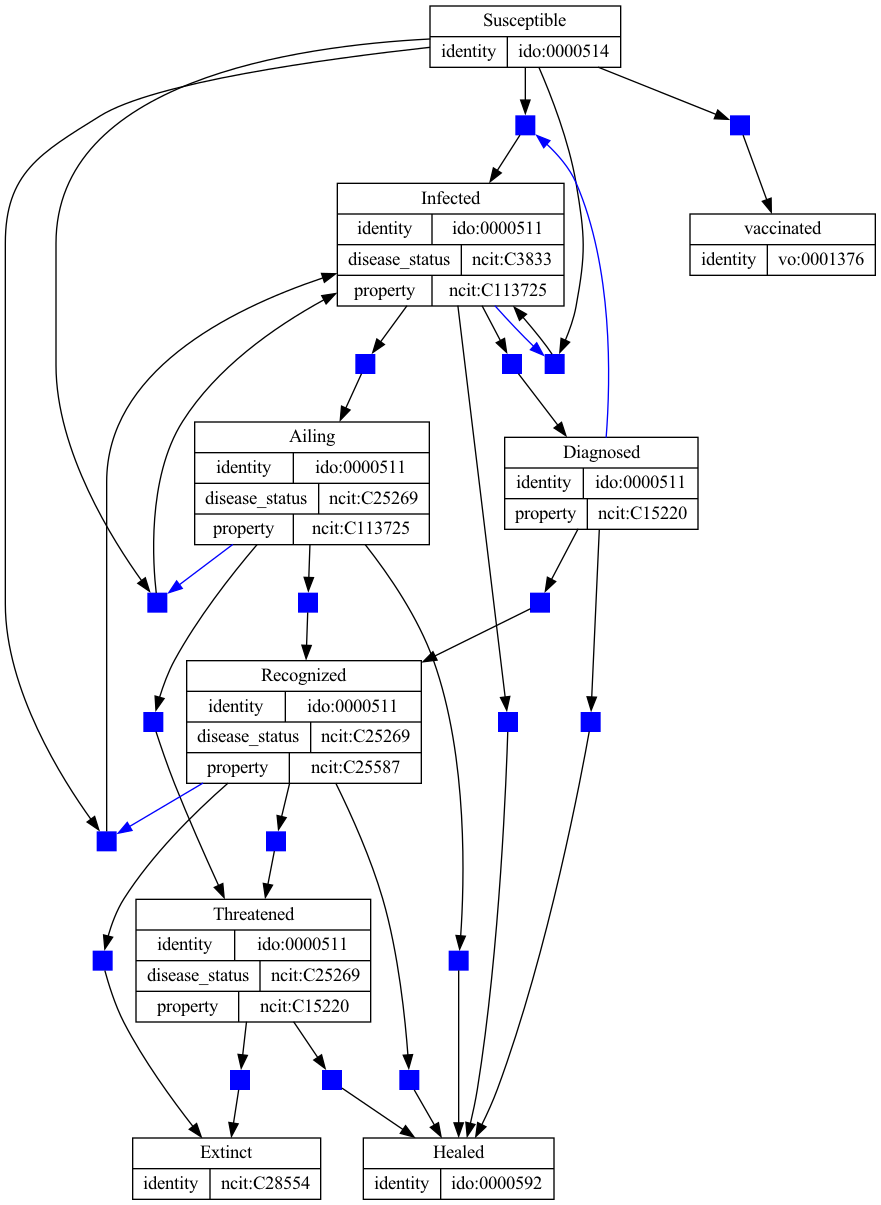 Susceptible
identity ido:0000514
Infected
identity ido:0000511
disease_status ncit:C3833
property ncit:C113725
vaccinated
identity vo:0001376
Ailing
identity ido:0000511
disease_status ncit:C25269
property ncit:C113725
Diagnosed
identity ido:0000511
property ncit:C15220
Recognized
identity ido:0000511
disease_status ncit:C25269
property ncit:C25587
Threatened
identity ido:0000511
disease_status ncit:C25269
property ncit:C15220
Extinct
identity ncit:C28554
Healed
identity ido:0000592